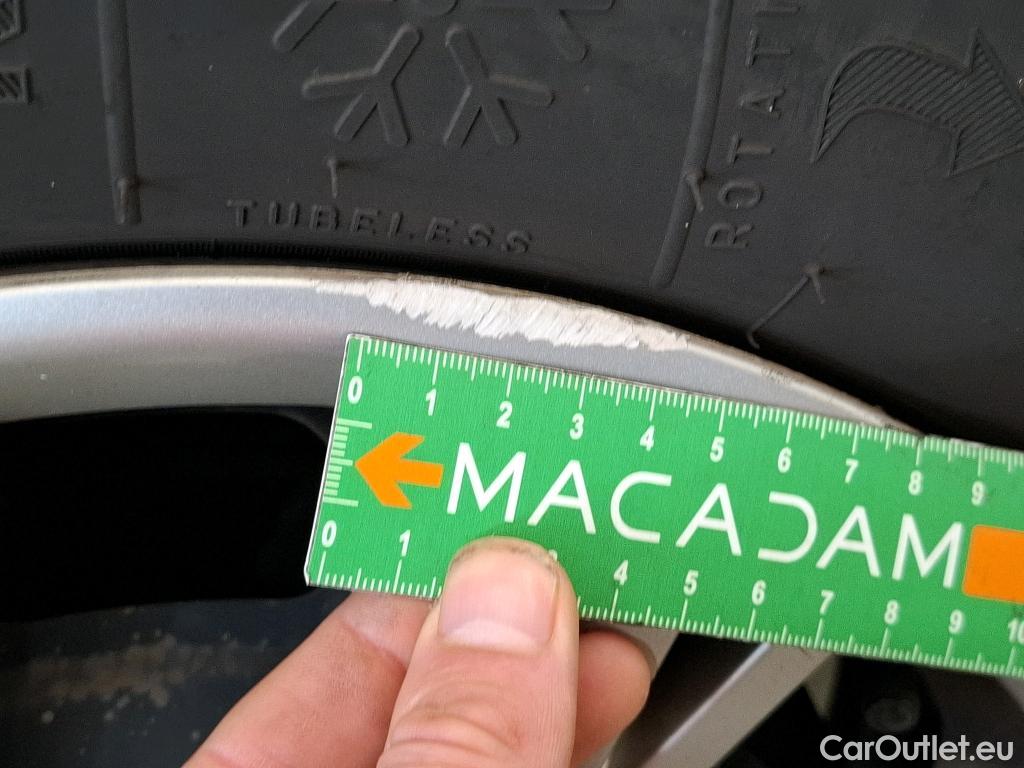 TUBELESS
ROTATI
0 1 2 3 4 5 6 7 8 9
MACADAM
0 1 3 4 5 6 7 8 9 10
CarOutlet.eu